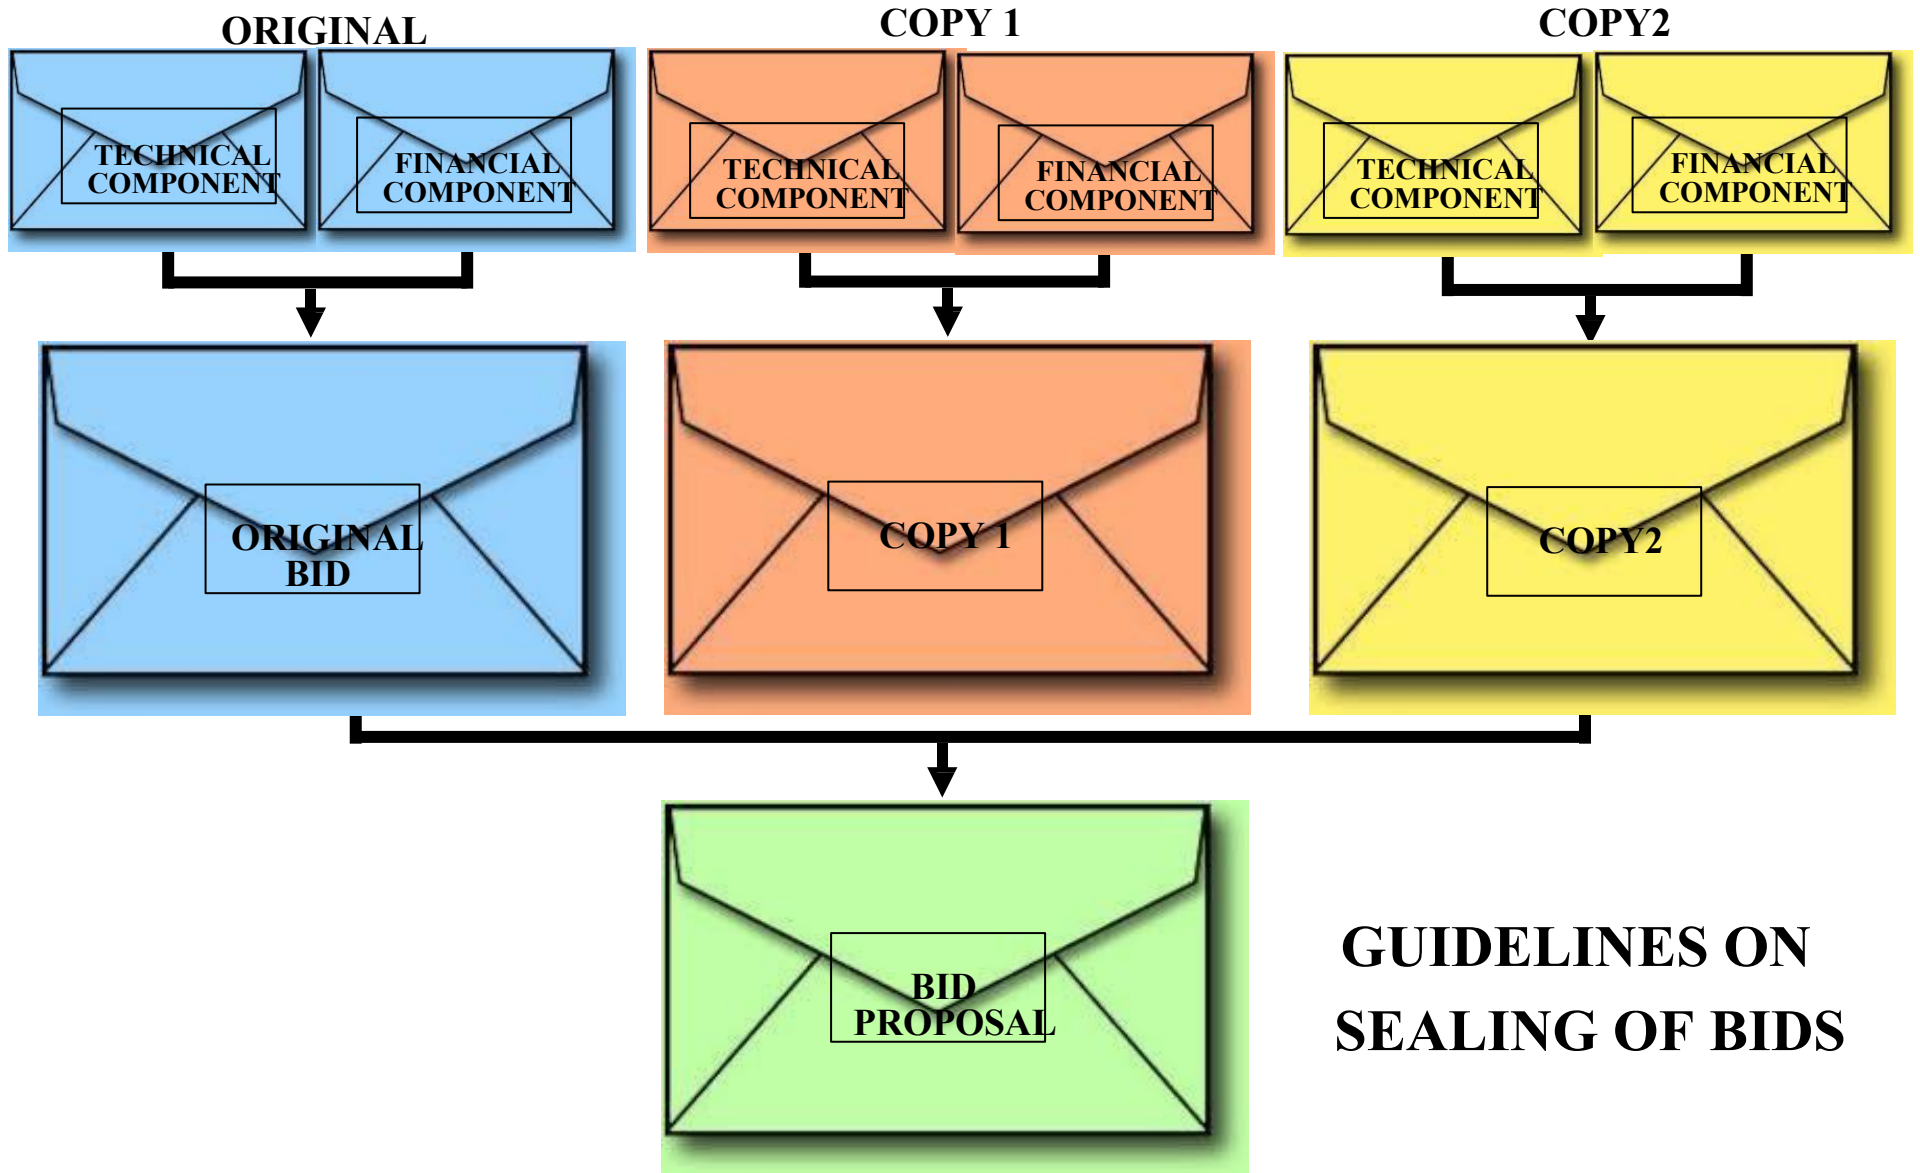 ORIGINAL
COPY 1
COPY2
TECHNICAL
COMPONENT
FINANCIAL
COMPONENT
TECHNICAL
COMPONENT
FINANCIAL
COMPONENT
TECHNICAL
COMPONENT
FINANCIAL
COMPONENT
ORIGINAL
BID
COPY 1
COPY2
BID
PROPOSAL
GUIDELINES ON
SEALING OF BIDS